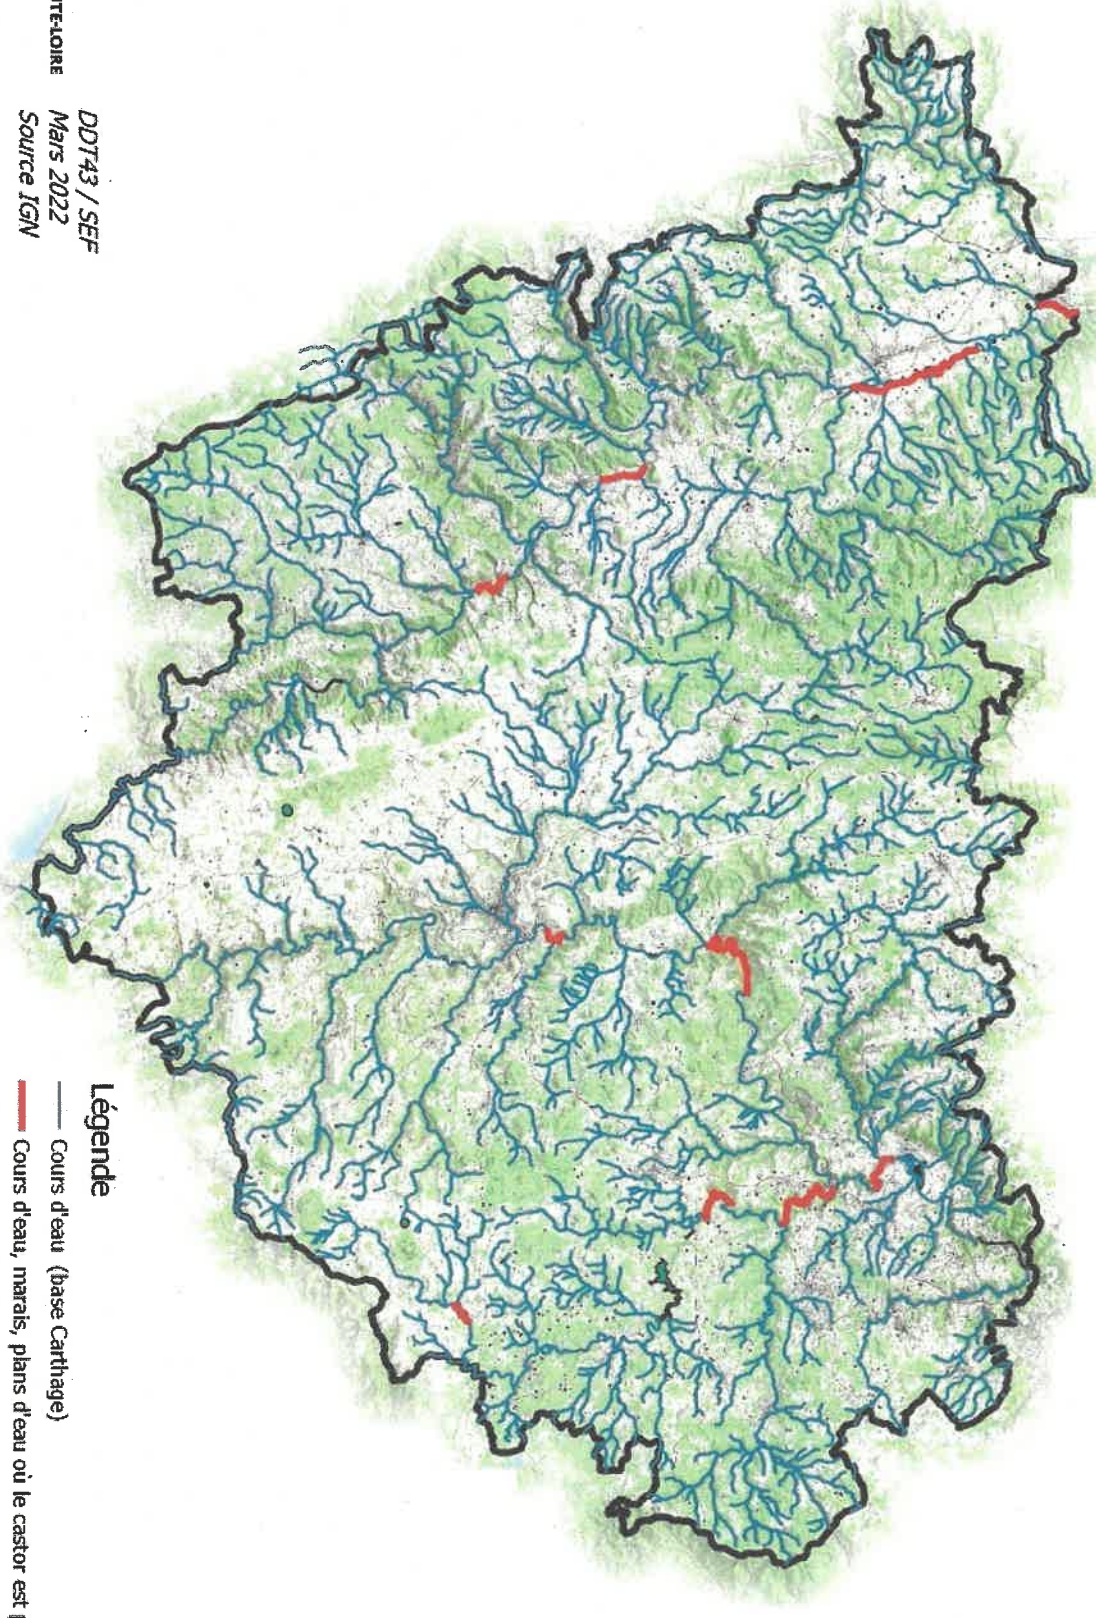 DDT43 / SEF
Mars 2022
Source IGN
TE-LOIRE
Légende
Cours d'eau (base Carthage)
Cours d'eau, marais, plans d'eau où le castor est